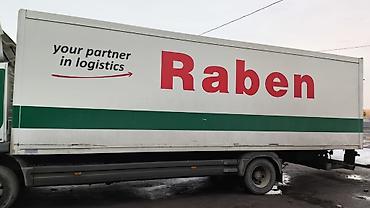 your partner
in logistics
Raben